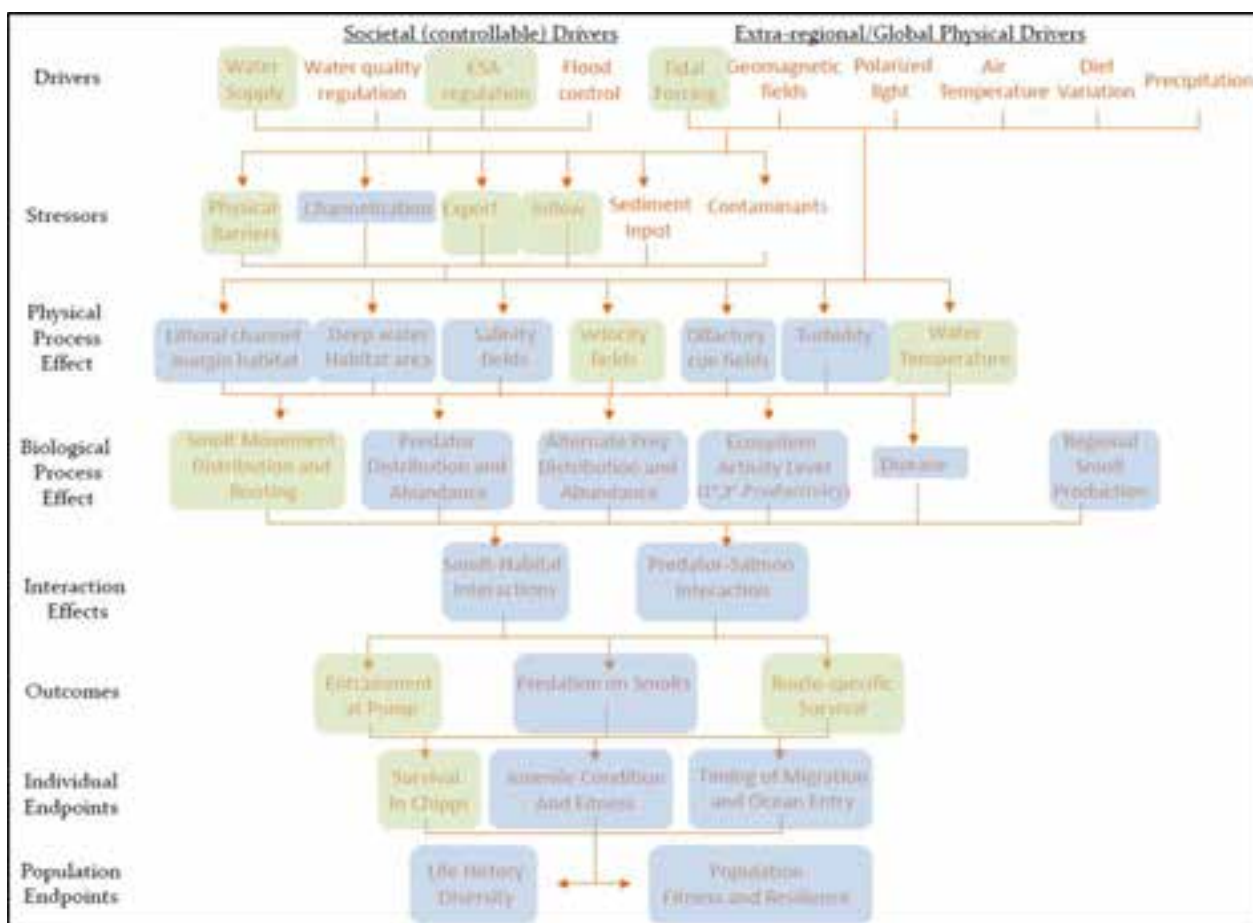 Societal (controllable) Drivers
Extra-regional/Global Physical Drivers
Drivers
Water Supply
Water quality regulation
ESA regulation
Flood control
Tidal Forcing
Geomagnetic fields
Polarized light
Air Temperature
Diet Variation
Precipitation
Stressors
Physical Barriers
Channelization
Export
Inflow
Sediment Input
Contaminants
Physical Process Effect
Littoral channel margin habitat
Deep water Habitat area
Salinity fields
Velocity fields
Olfactory cue fields
Turbidity
Water Temperature
Biological Process Effect
Smolt Movement Distribution and Routing
Predator Distribution and Abundance
Alternate Prey Distribution and Abundance
Ecosystem Activity Level
Disease
Regional Smolt Production
Interaction Effects
Smolt-Habitat Interactions
Predator-Salmon Interaction
Outcomes
Entrainment at Pump
Predation on Smolts
Route-specific Survival
Individual Endpoints
Survival to Chipps
Juvenile Condition And Fitness
Timing of Migration and Ocean Entry
Population Endpoints
Life History Diversity
Population Fitness and Resilience